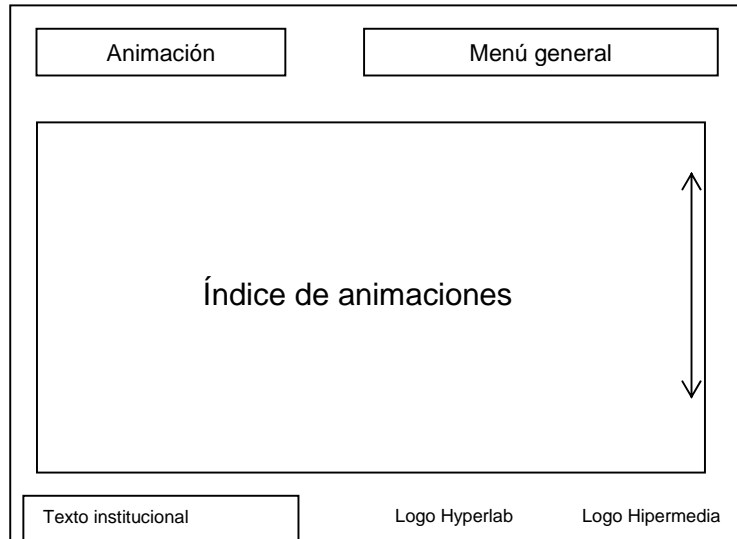 Animación
Menú general
Índice de animaciones
Texto institucional
Logo Hyperlab
Logo Hipermedia